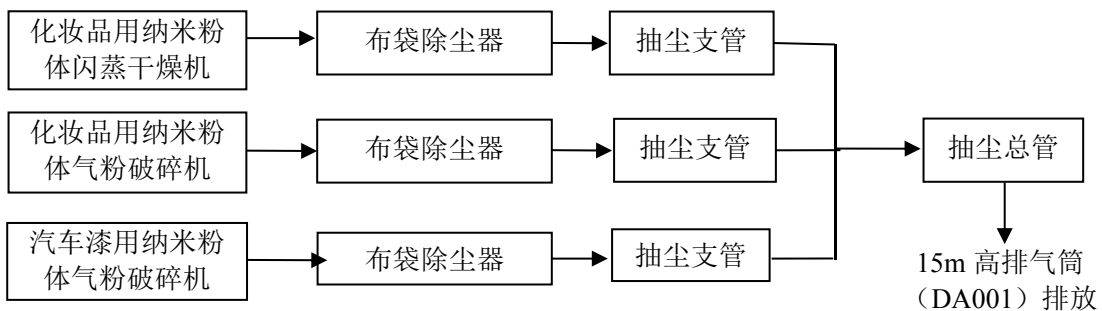 化妆品用纳米粉
体闪蒸干燥机
布袋除尘器
抽尘支管
化妆品用纳米粉
体气粉破碎机
布袋除尘器
抽尘支管
抽尘总管
汽车漆用纳米粉
体气粉破碎机
布袋除尘器
抽尘支管
15m 高排气筒
（DA001）排放